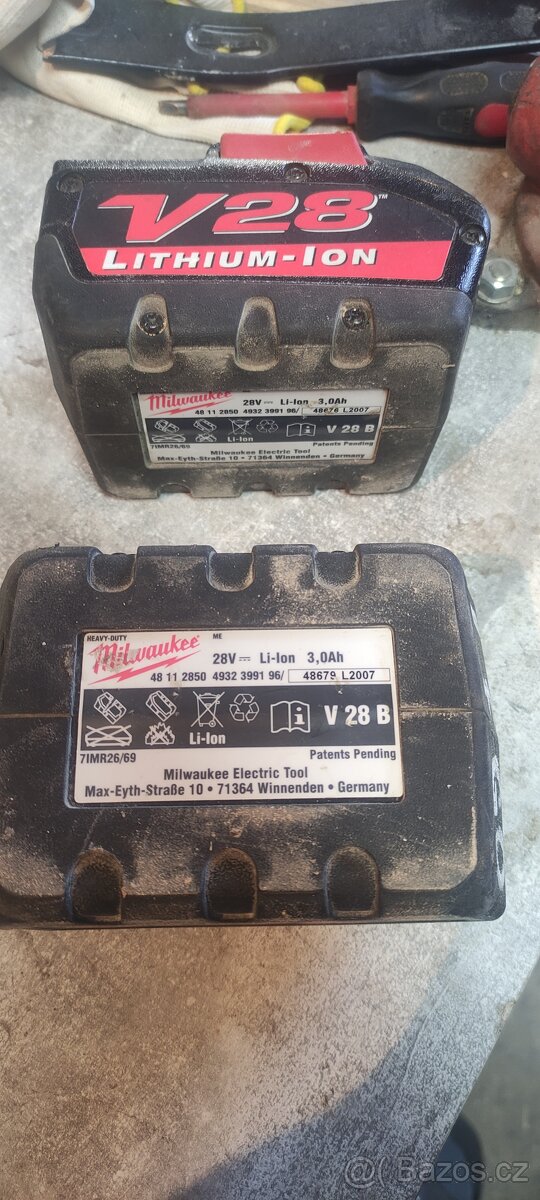 V28™
LITHIUM-ION
Milwaukee
28V Li-Ion 3,0Ah
48 11 2850 4932 3991 96/ 48676 L2007
Li-Ion
V 28 B
7IMR26/69
Patents Pending
Milwaukee Electric Tool
Max-Eyth-Straße 10 • 71364 Winnenden • Germany
HEAVY-DUTY ME
Milwaukee
28V Li-Ion 3,0Ah
48 11 2850 4932 3991 96/ 48679 L2007
Li-Ion
V 28 B
7IMR26/69
Patents Pending
Milwaukee Electric Tool
Max-Eyth-Straße 10 • 71364 Winnenden • Germany
Bazos.cz